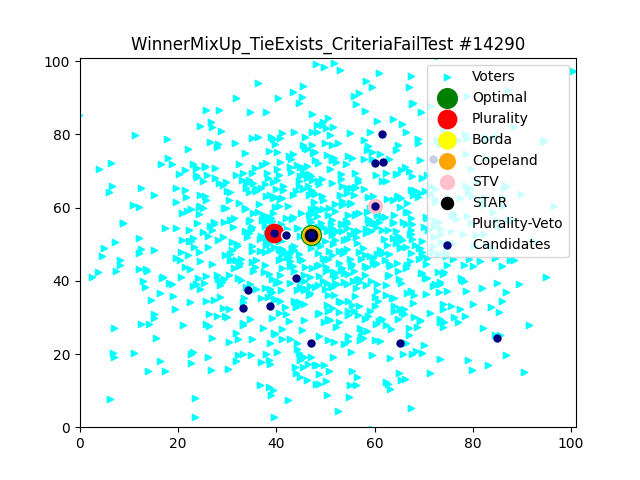 WinnerMixUp_TieExists_CriteriaFailTest #14290
100
80
60
40
20
0
0
20
40
60
80
100
Voters
Optimal
Plurality
Borda
Copeland
STV
STAR
Plurality-Veto
Candidates